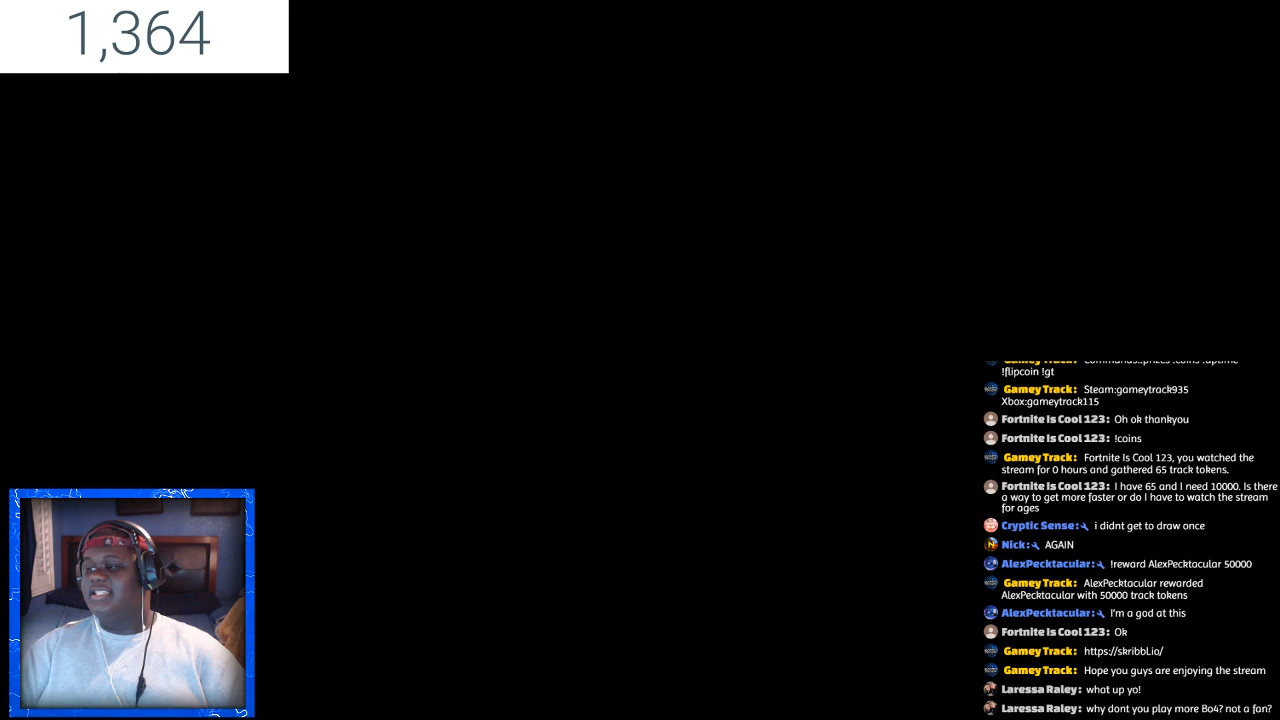 1,364
Gamey Track: Commands:!prizes !coins !uptime
!flipcoin !gt
Gamey Track: Steam:gameytrack935
Xbox:gameytrack115
Fortnite Is Cool 123: Oh ok thankyou
Fortnite Is Cool 123: !coins
Gamey Track: Fortnite Is Cool 123, you watched the
stream for 0 hours and gathered 65 track tokens.
Fortnite Is Cool 123: I have 65 and I need 10000. Is there
a way to get more faster or do I have to watch the stream
for ages
Cryptic Sense: i didnt get to draw once
Nick: AGAIN
AlexPecktacular: !reward AlexPecktacular 50000
Gamey Track: AlexPecktacular rewarded
AlexPecktacular with 50000 track tokens
AlexPecktacular: I'm a god at this
Fortnite Is Cool 123: Ok
Gamey Track: https://skribbl.io/
Gamey Track: Hope you guys are enjoying the stream
Laressa Raley: what up yo!
Laressa Raley: why dont you play more Bo4? not a fan?